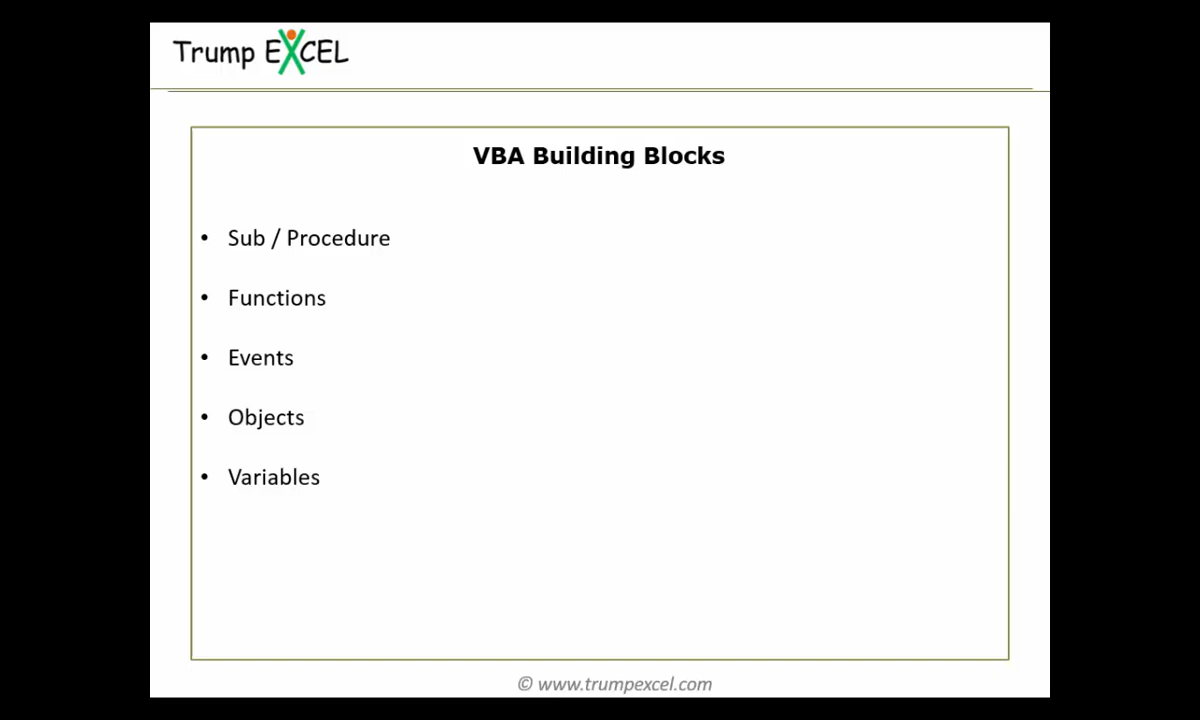 Trump EXCEL
VBA Building Blocks
• Sub / Procedure
• Functions
• Events
• Objects
• Variables
© www.trumpexcel.com